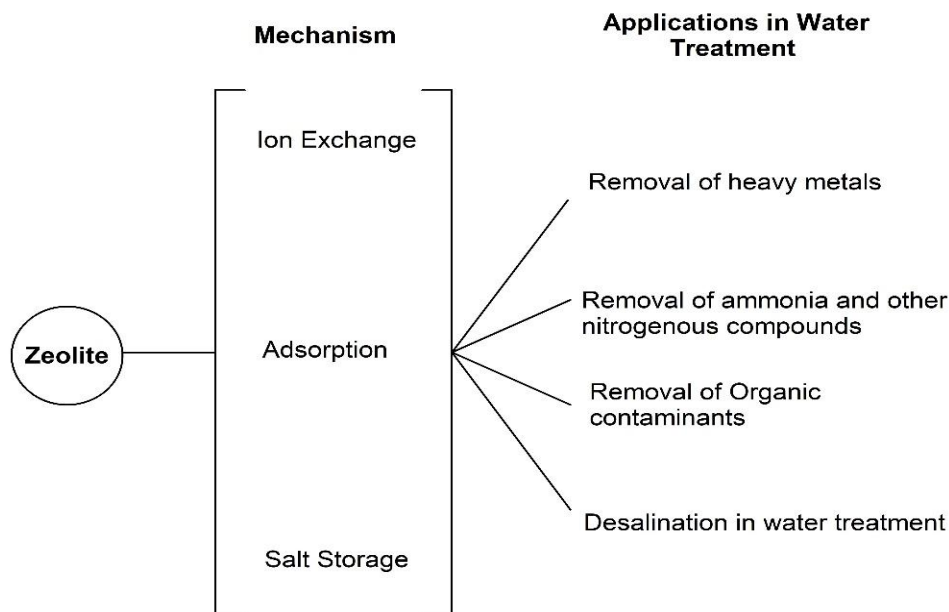 Mechanism
Applications in Water
Treatment
Ion Exchange
Removal of heavy metals
Removal of ammonia and other
nitrogenous compounds
Zeolite
Adsorption
Removal of Organic
contaminants
Desalination in water treatment
Salt Storage